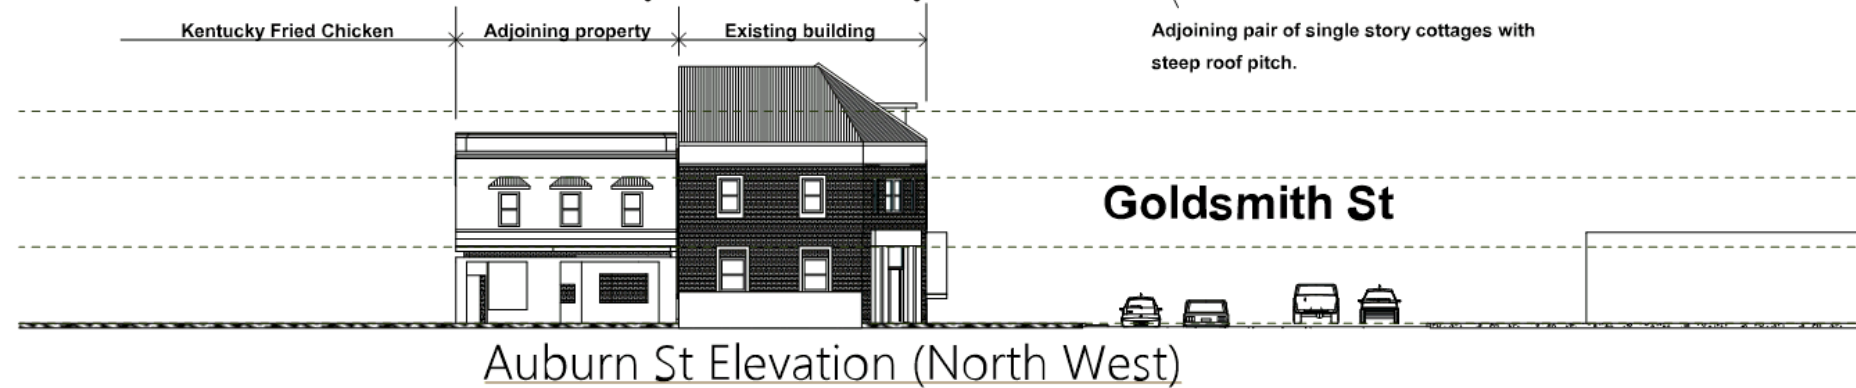 Kentucky Fried Chicken
Adjoining property
Existing building
Adjoining pair of single story cottages with
steep roof pitch.
Goldsmith St
Auburn St Elevation (North West)